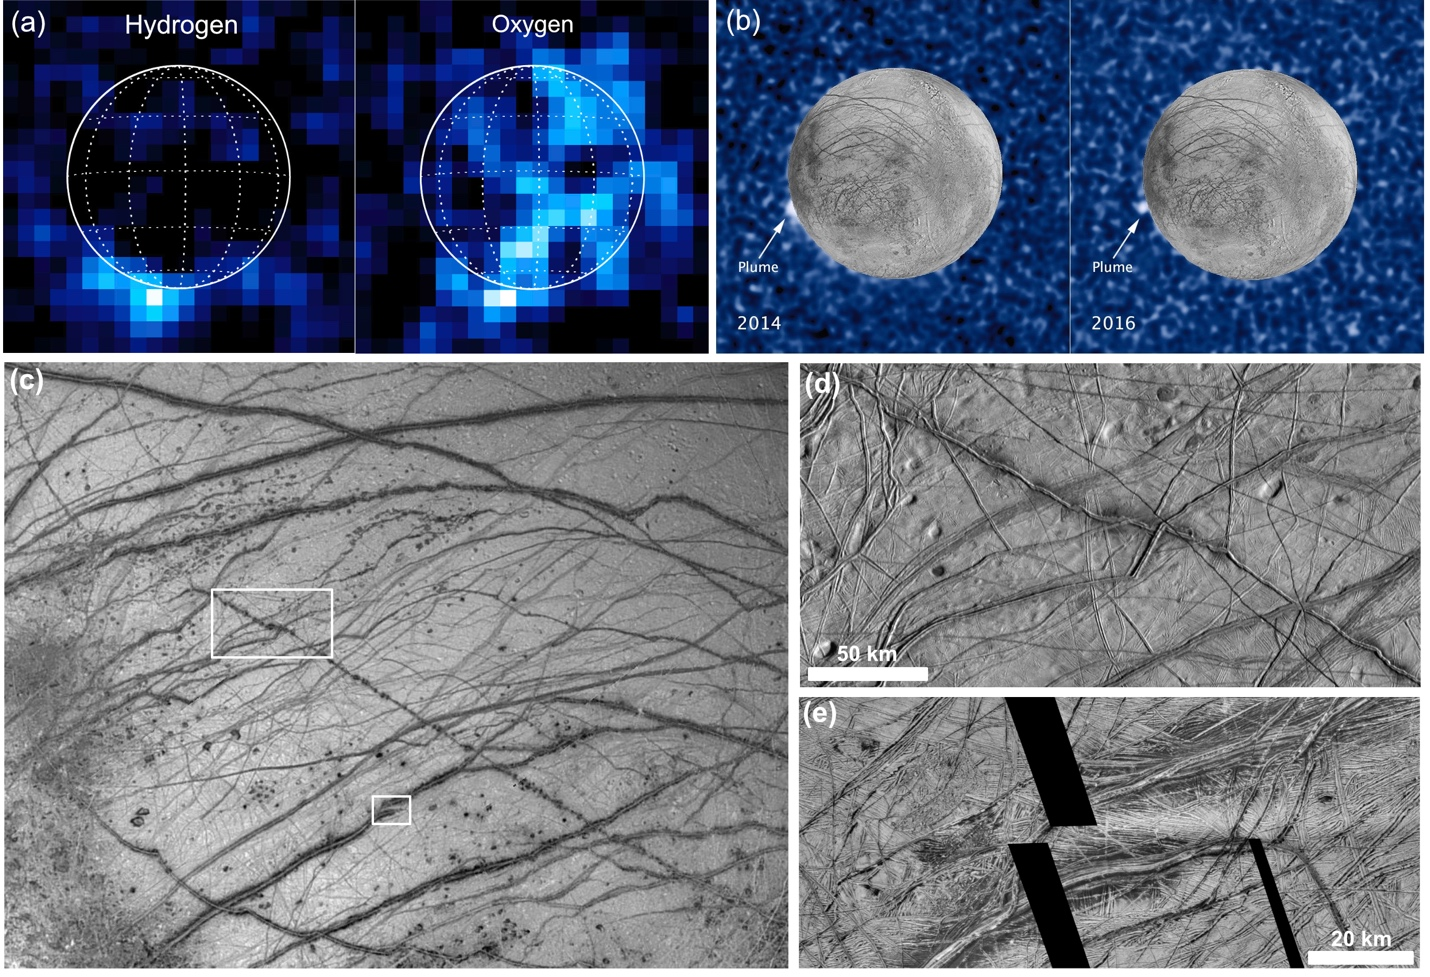 (a)
Hydrogen
Oxygen
(b)
Plume
2014
Plume
2016
(c)
(d)
50 km
(e)
20 km